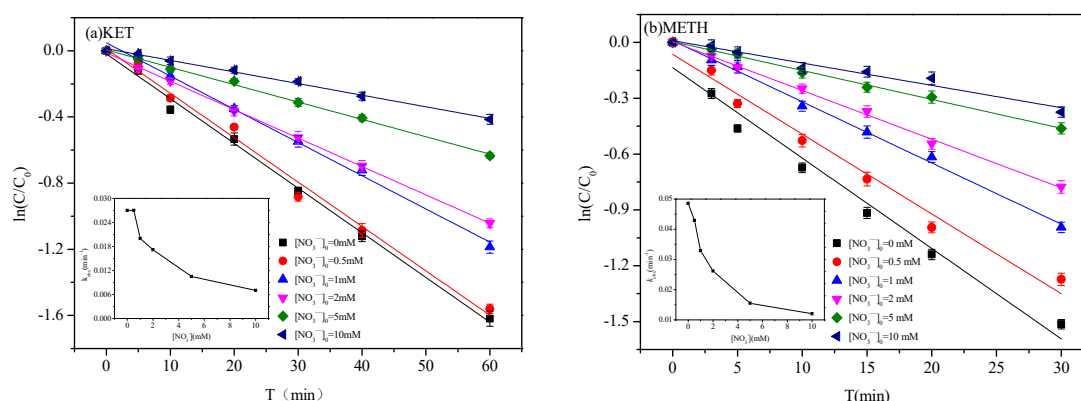 (a)KET
ln(C/C0)
0.0
-0.4
-0.8
-1.2
-1.6
0 10 20 30 40 50 60
T（min）
[NO3—]0=0mM
[NO3—]0=0.5mM
[NO3—]0=1mM
[NO3—]0=2mM
[NO3—]0=5mM
[NO3—]0=10mM
kobs(min-1)
0.030
0.024
0.018
0.012
0.006
0.000
0 2 4 6 8 10
[NO3-](mM)
(b)METH
ln(C/C0)
0.0
-0.3
-0.6
-0.9
-1.2
-1.5
0 5 10 15 20 25 30
T(min)
[NO3—]0=0 mM
[NO3—]0=0.5 mM
[NO3—]0=1 mM
[NO3—]0=2 mM
[NO3—]0=5 mM
[NO3—]0=10 mM
kobs(min-1)
0.05
0.04
0.03
0.02
0.01
0 2 4 6 8 10
[NO3-](mM)